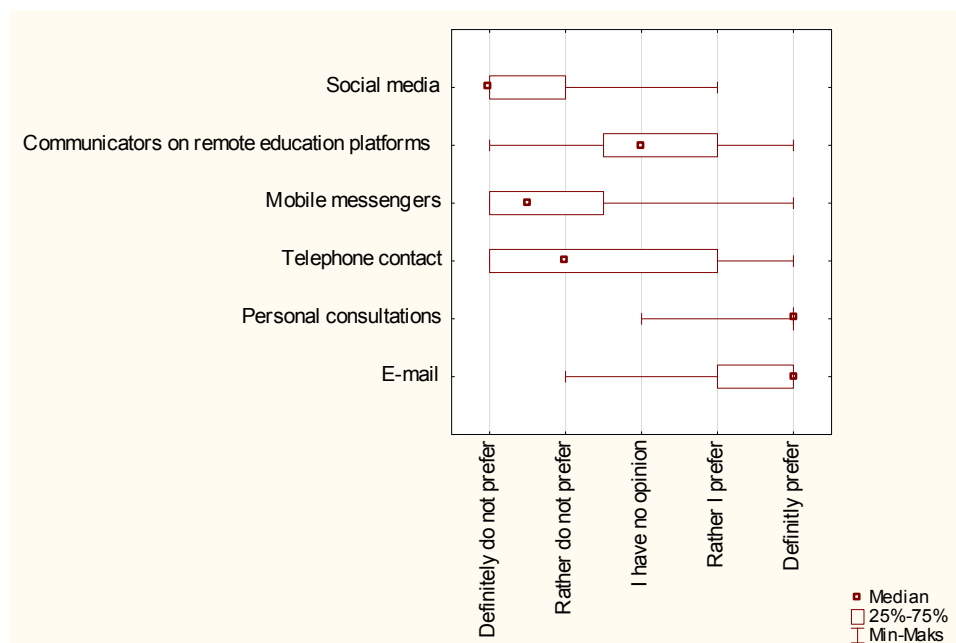 Social media
Communicators on remote education platforms
Mobile messengers
Telephone contact
Personal consultations
E-mail
Definitely do not prefer
Rather do not prefer
I have no opinion
Rather I prefer
Definitly prefer
Median
25%-75%
Min-Maks